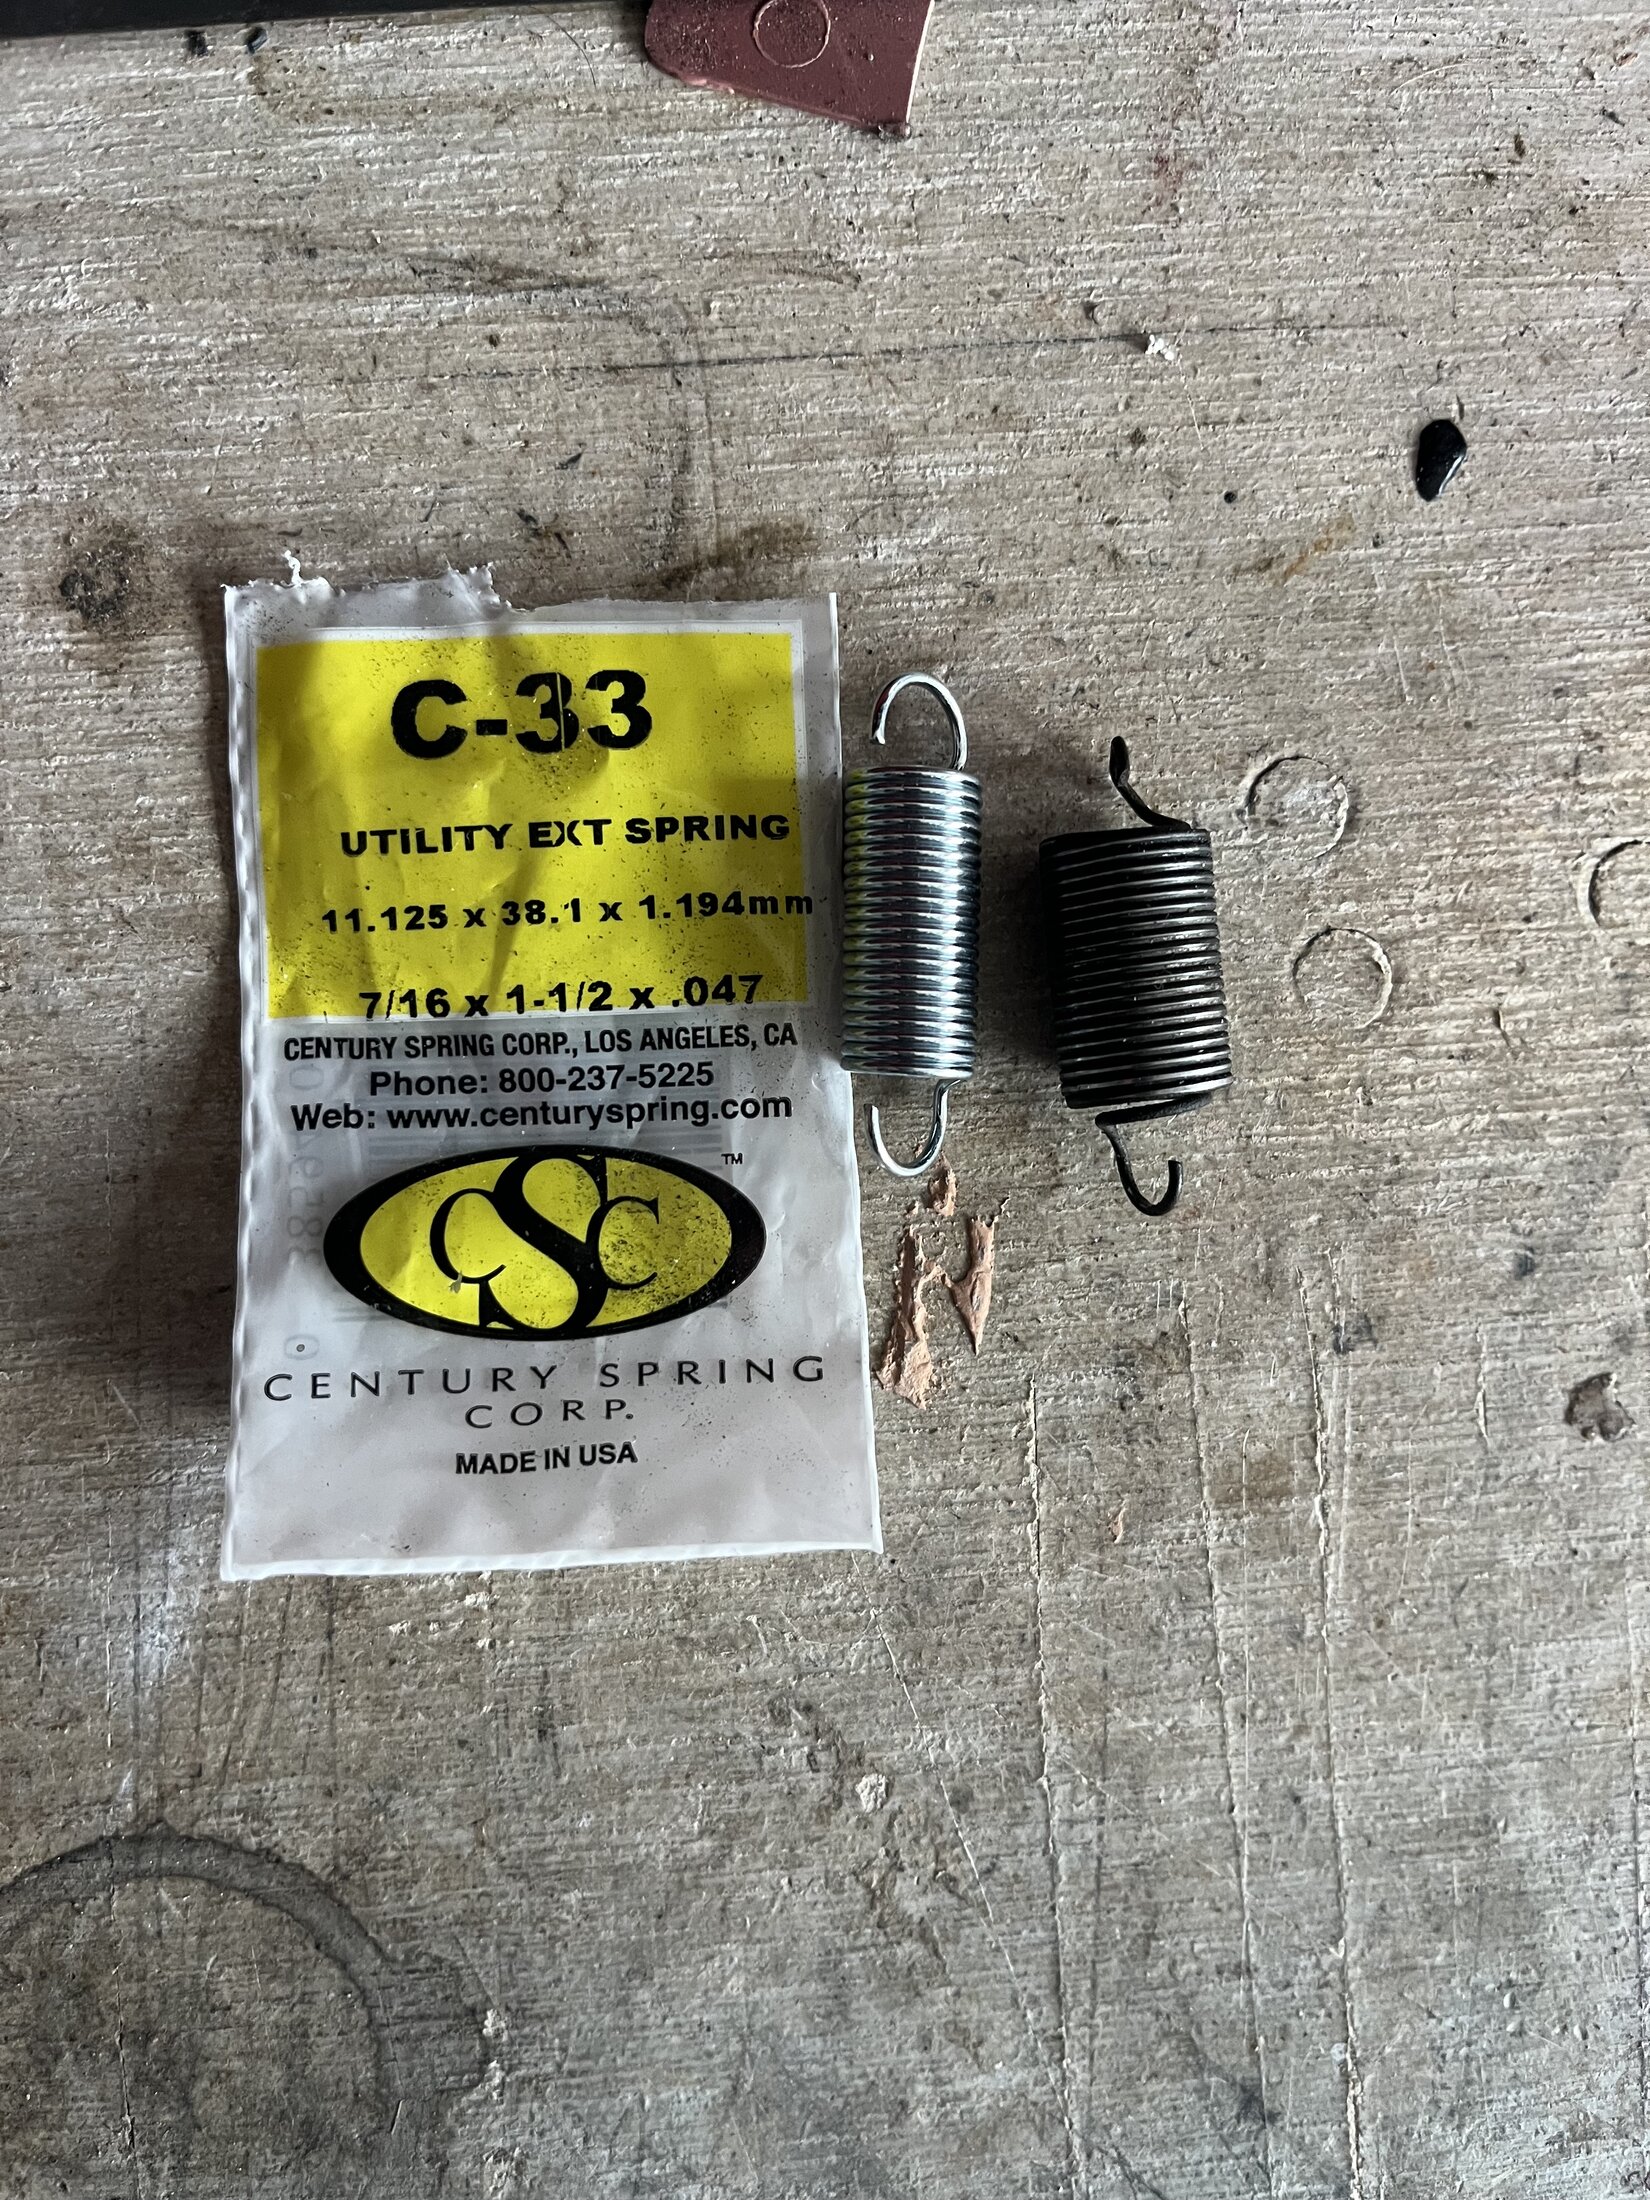 C-33
UTILITY EXT SPRING
11.125 x 38.1 x 1.194mm
7/16 x 1-1/2 x .047
CENTURY SPRING CORP., LOS ANGELES, CA
Phone: 800-237-5225
Web: www.centuryspring.com
CSC
TM
CENTURY SPRING
CORP.
MADE IN USA